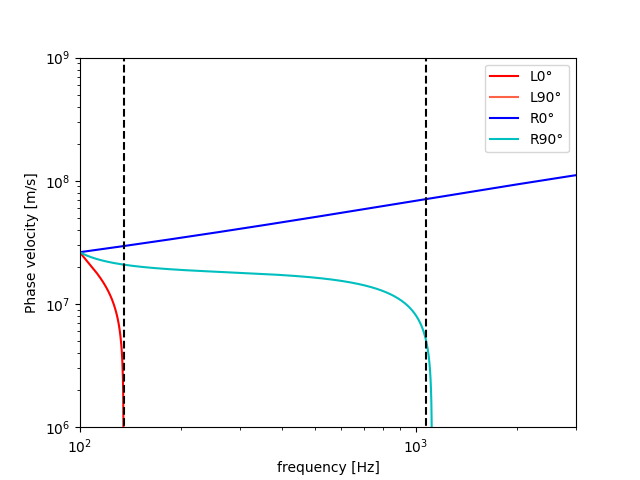 10⁹
10⁸
10⁷
10⁶
Phase velocity [m/s]
L0°
L90°
R0°
R90°
10²
10³
frequency [Hz]